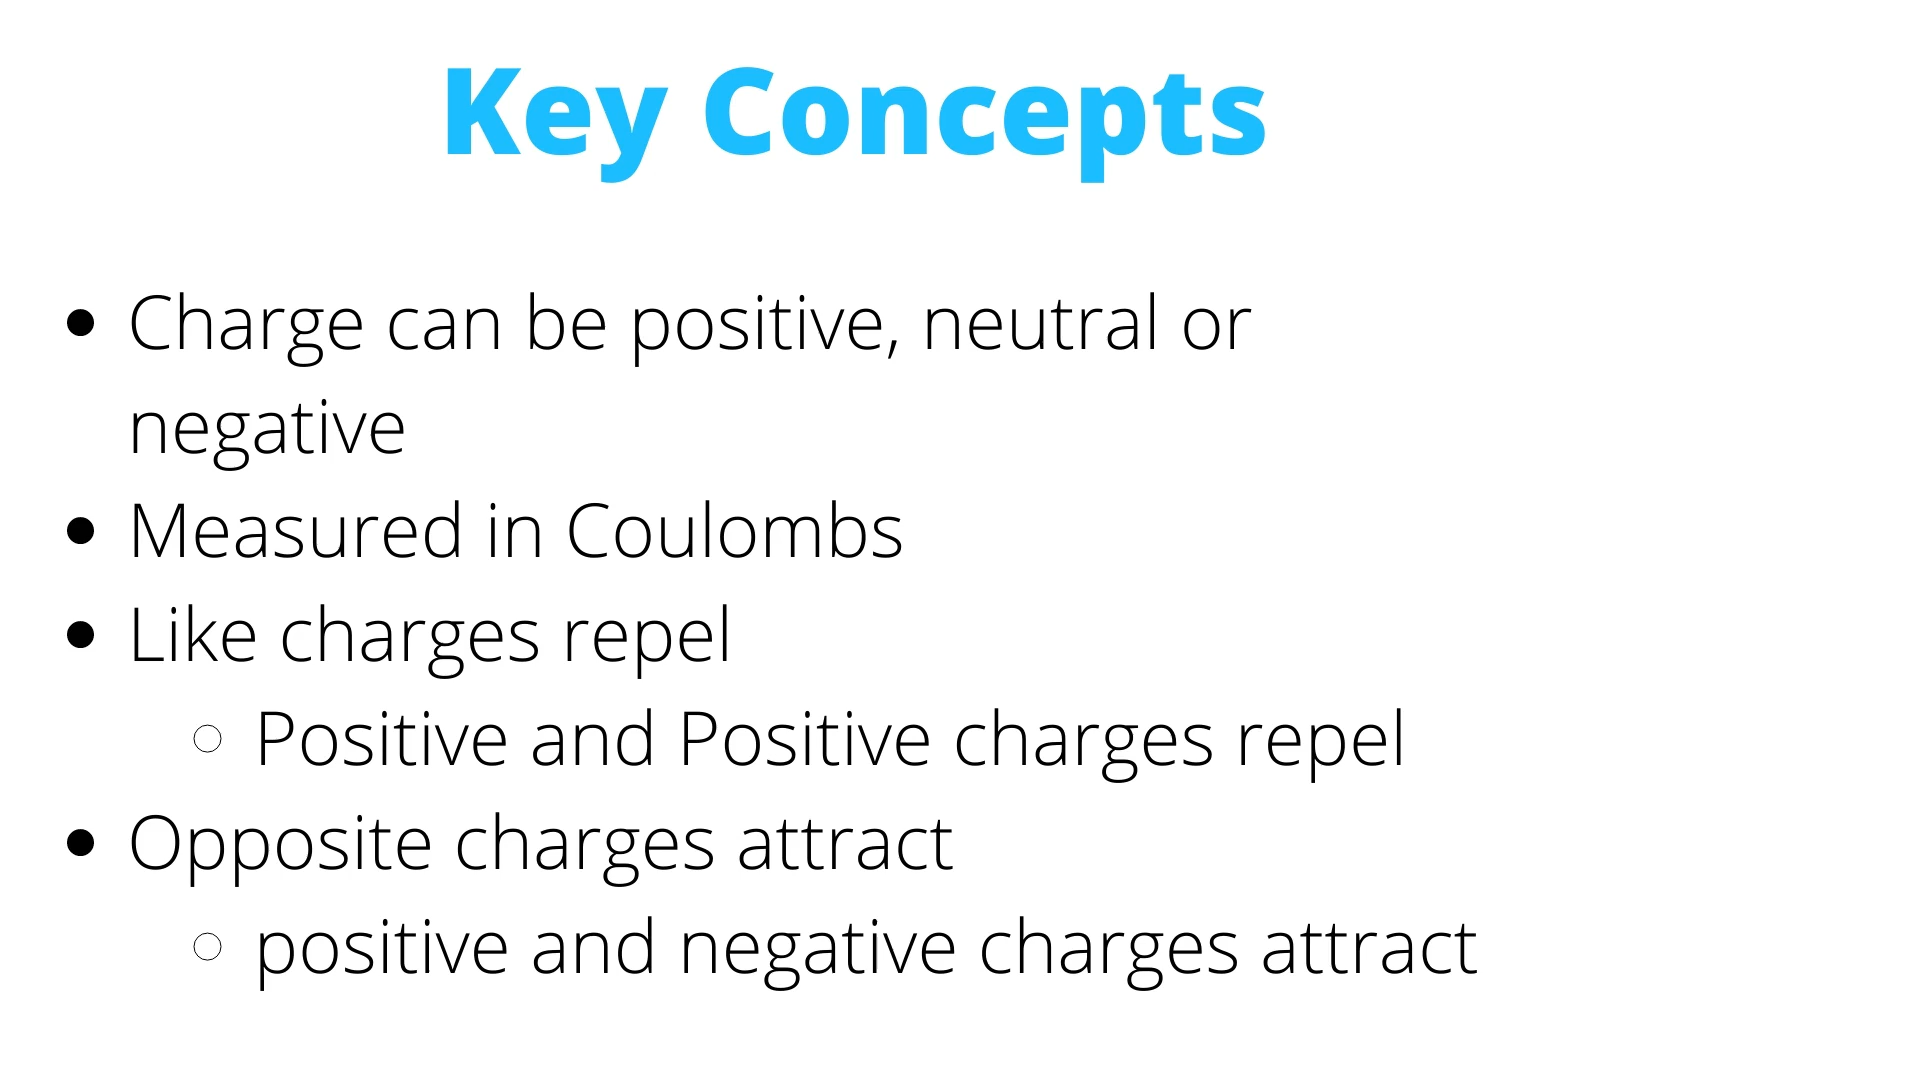 Key Concepts
• Charge can be positive, neutral or
negative
• Measured in Coulombs
• Like charges repel
○ Positive and Positive charges repel
• Opposite charges attract
○ positive and negative charges attract